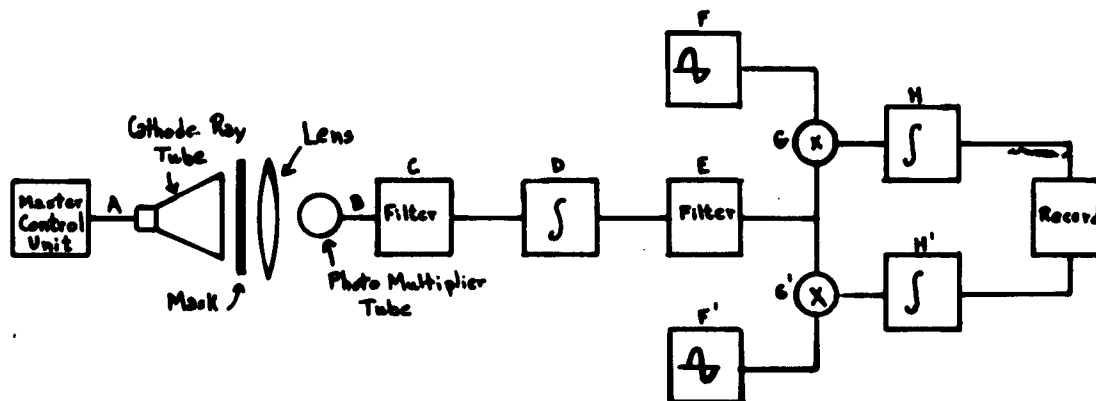 Master
Control
Unit
A
Cathode Ray
Tube
Mask
Lens
B
Photo Multiplier
Tube
C
Filter
D
∫
E
Filter
F
G
x
H
∫
F'
G'
x
H'
∫
Record